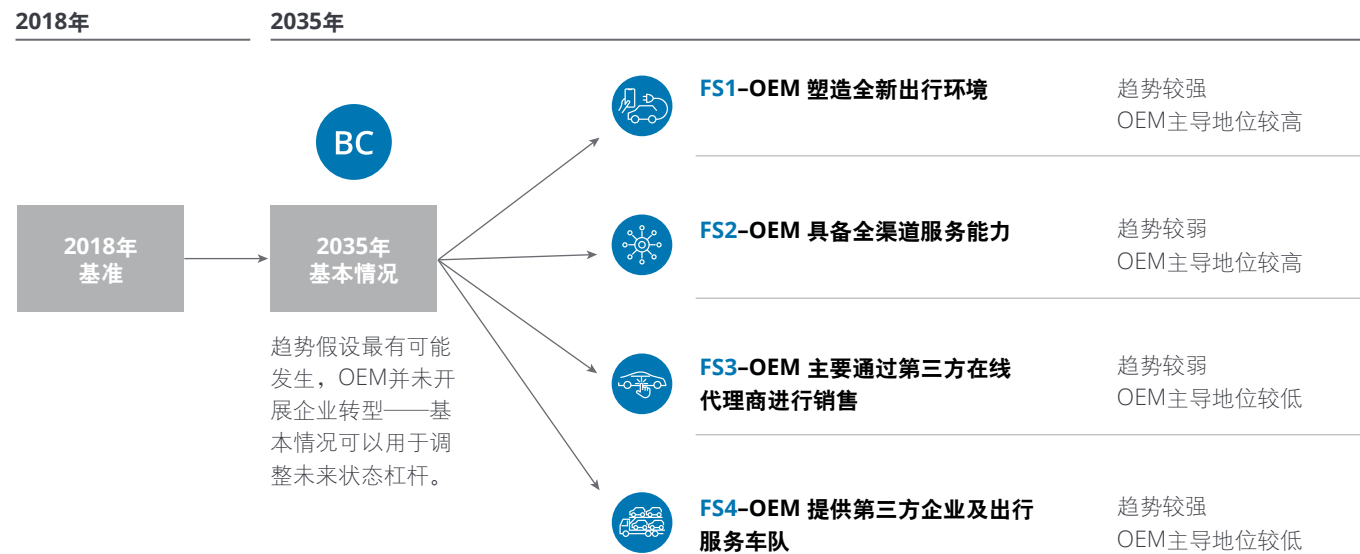 2018年
2035年
BC
2018年
基准
2035年
基本情况
趋势假设最有可能
发生，OEM并未开
展企业转型——基
本情况可以用于调
整未来状态杠杆。
FS1–OEM 塑造全新出行环境
趋势较强
OEM主导地位较高
FS2–OEM 具备全渠道服务能力
趋势较弱
OEM主导地位较高
FS3–OEM 主要通过第三方在线
代理商进行销售
趋势较弱
OEM主导地位较低
FS4–OEM 提供第三方企业及出行
服务车队
趋势较强
OEM主导地位较低